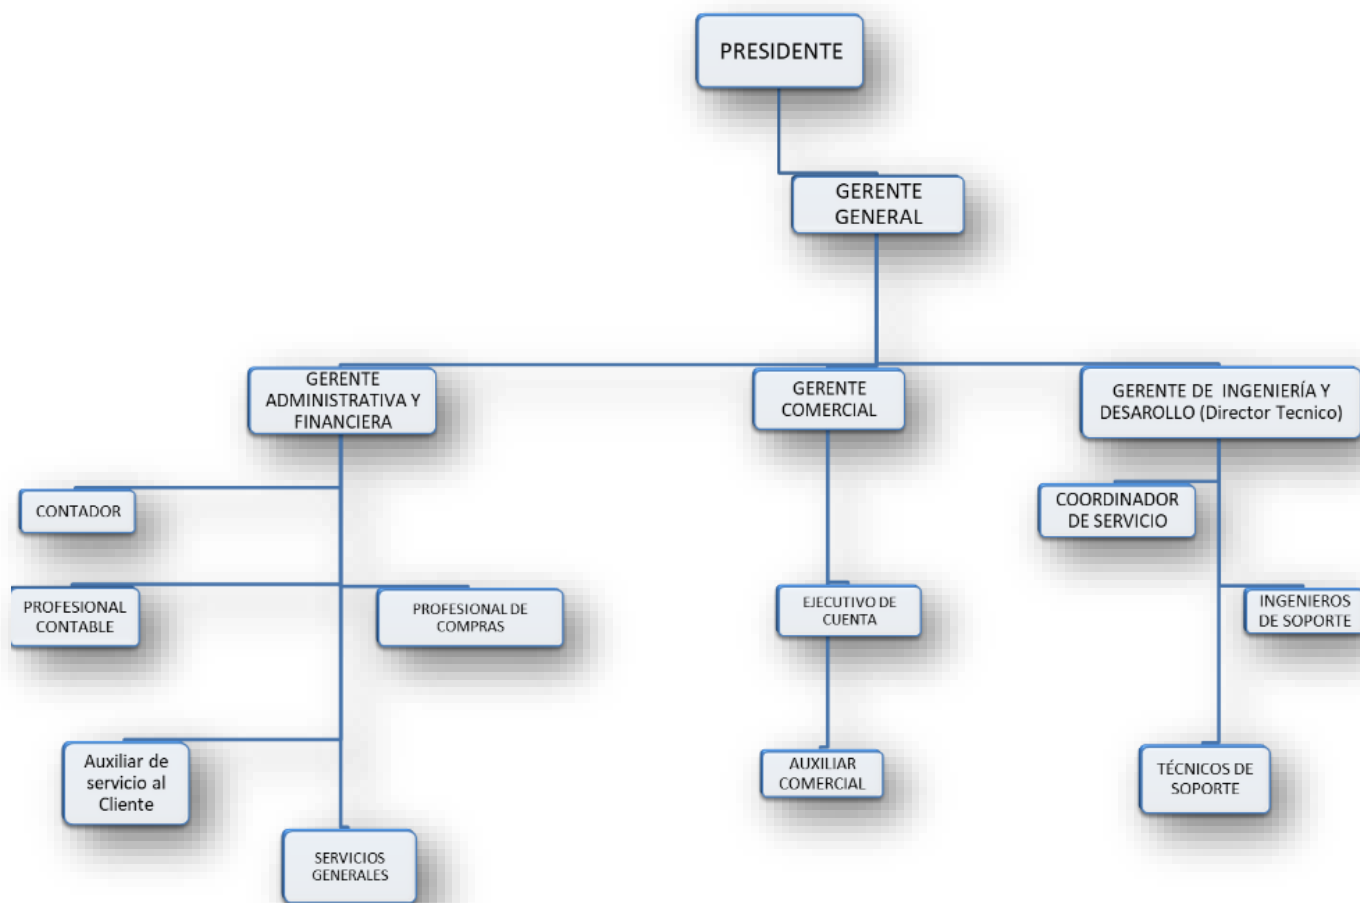 PRESIDENTE
GERENTE
GENERAL
GERENTE
ADMINISTRATIVA Y
FINANCIERA
GERENTE
COMERCIAL
GERENTE DE INGENIERÍA Y
DESAROLLO (Director Tecnico)
CONTADOR
COORDINADOR
DE SERVICIO
PROFESIONAL
CONTABLE
PROFESIONAL DE
COMPRAS
EJECUTIVO DE
CUENTA
INGENIEROS
DE SOPORTE
Auxiliar de
servicio al
Cliente
AUXILIAR
COMERCIAL
TÉCNICOS DE
SOPORTE
SERVICIOS
GENERALES